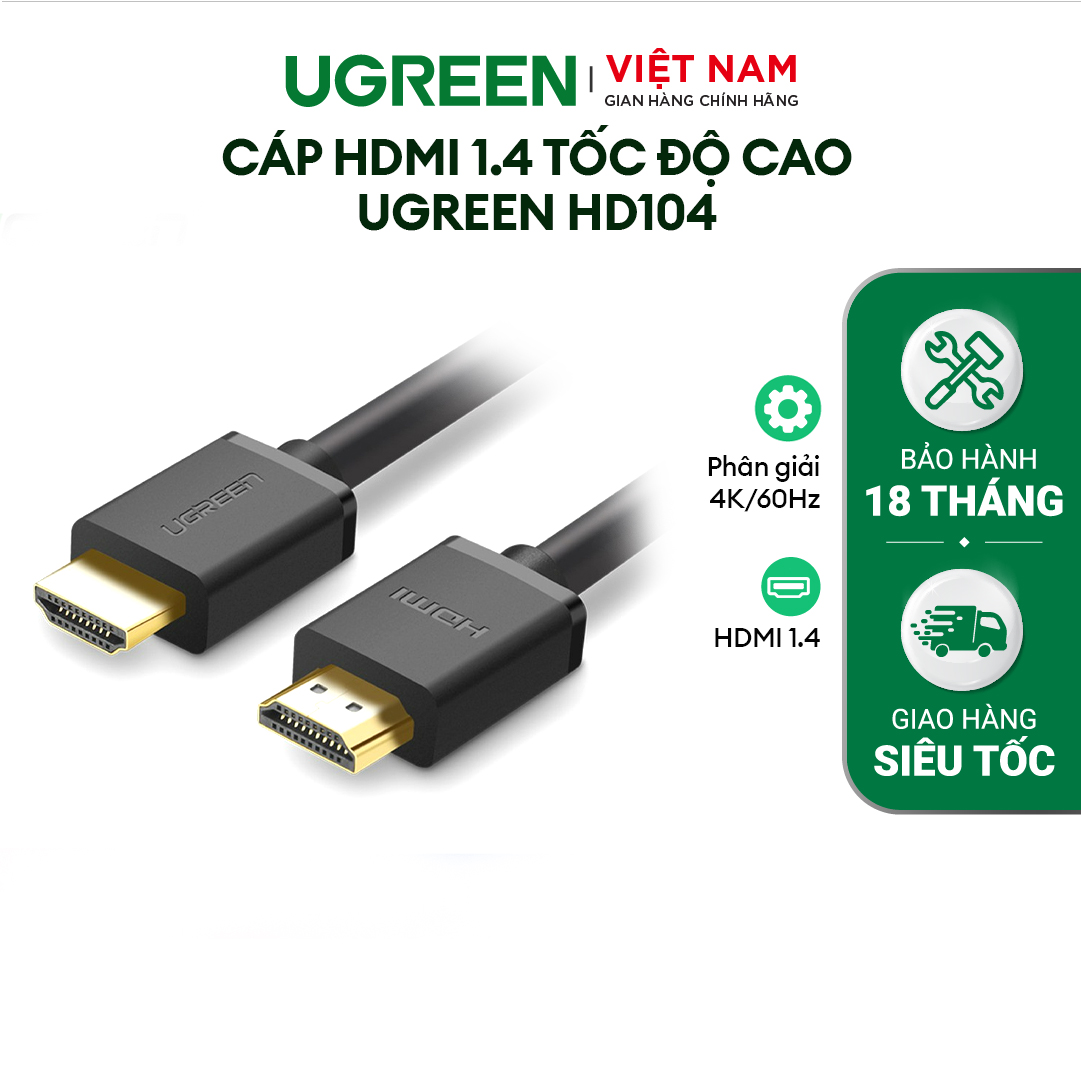 UGREEN | VIỆT NAM
GIAN HÀNG CHÍNH HÃNG
CÁP HDMI 1.4 TỐC ĐỘ CAO
UGREEN HD104
Phân giải
4K/60Hz
HDMI 1.4
BẢO HÀNH
18 THÁNG
GIAO HÀNG
SIÊU TỐC
UGREEN
HDMI